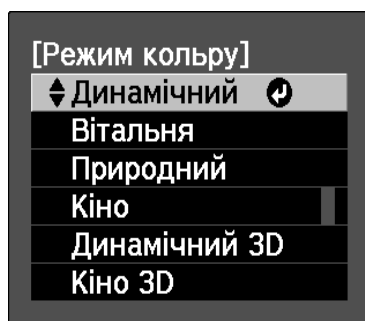 [Режим кольру]
Динамічний
Вітальня
Природний
Кіно
Динамічний 3D
Кіно 3D